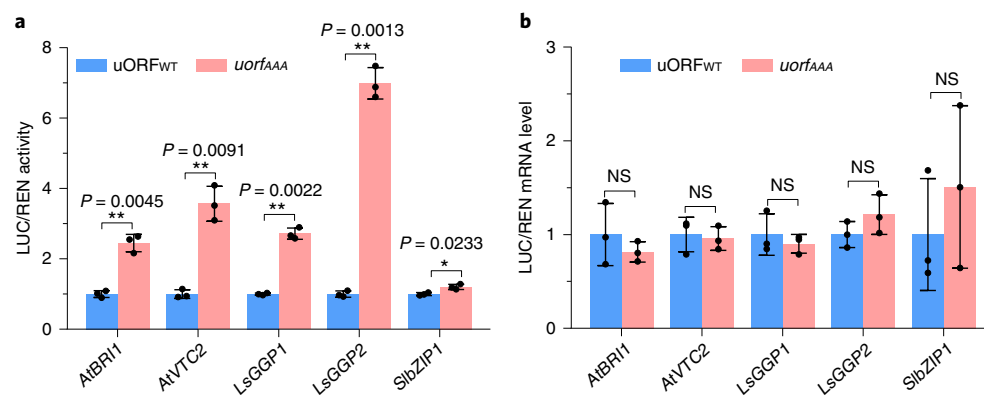 a
P = 0.0013
**
8
uORFWT
uorfAAA
6
P = 0.0091
**
P = 0.0045
**
P = 0.0022
**
4
P = 0.0233
*
2
0
LUC/REN activity
AtBRI1
AtVTC2
LsGGP1
LsGGP2
SlbZIP1
b
3
uORFWT
uorfAAA
NS
NS
NS
NS
NS
2
1
0
LUC/REN mRNA level
AtBRI1
AtVTC2
LsGGP1
LsGGP2
SlbZIP1